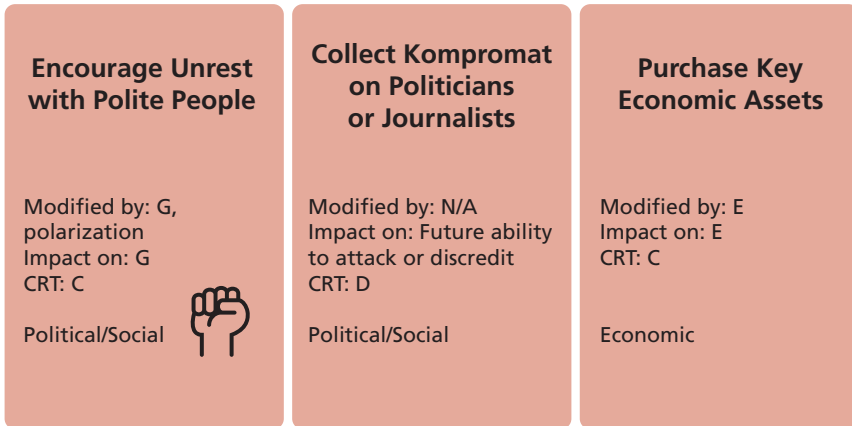 Encourage Unrest
with Polite People
Modified by: G,
polarization
Impact on: G
CRT: C
Political/Social
Collect Kompromat
on Politicians
or Journalists
Modified by: N/A
Impact on: Future ability
to attack or discredit
CRT: D
Political/Social
Purchase Key
Economic Assets
Modified by: E
Impact on: E
CRT: C
Economic